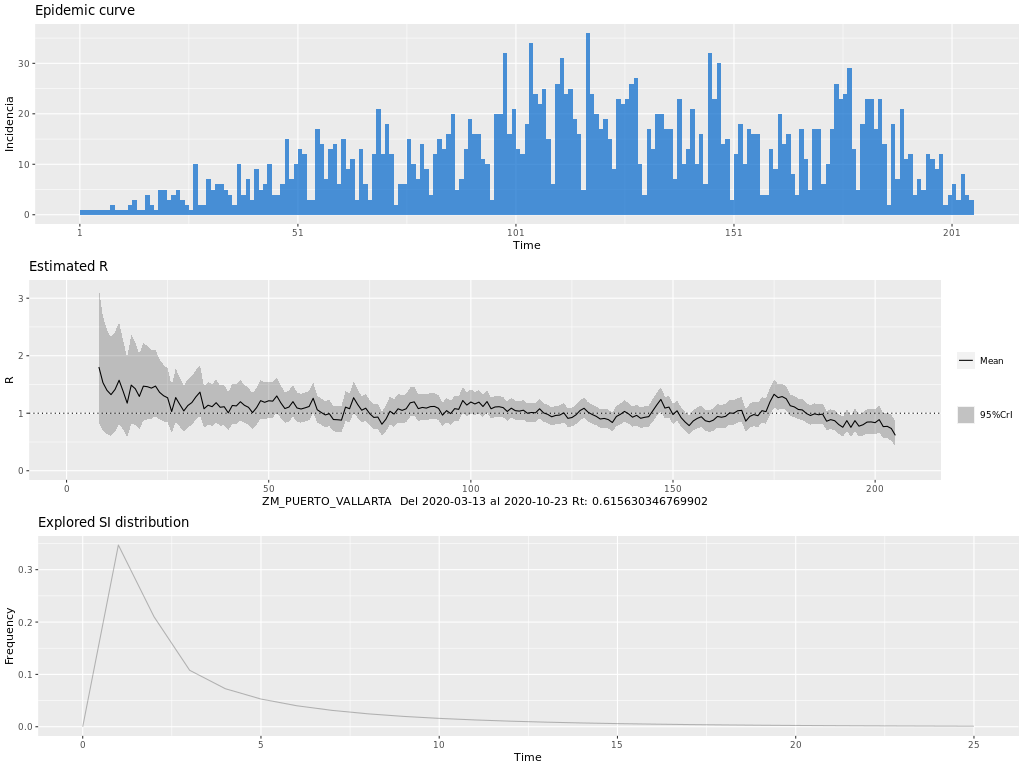 Epidemic curve
Incidencia
30
20
10
0
1 51 101 151 201
Time
Estimated R
R
3
2
1
0
Mean
95%CrI
0 50 100 150 200
ZM_PUERTO_VALLARTA Del 2020-03-13 al 2020-10-23 Rt: 0.615630346769902
Explored SI distribution
Frequency
0.3
0.2
0.1
0.0
0 5 10 15 20 25
Time